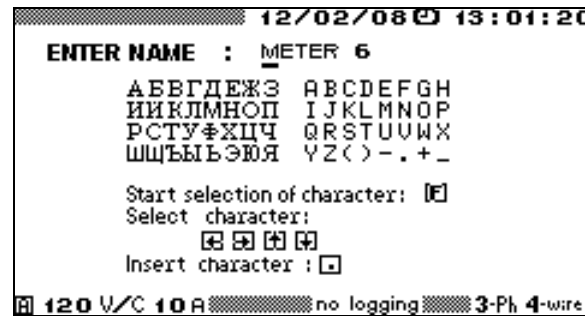 12/02/08 13:01:20
ENTER NAME : METER 6
АБВГДЕЖЗ ABCDEFGH
ИЙКЛМНОП IJKLMNOP
РСТУФХЦЧ QRSTUVWX
ШЩЪЫЬЭЮЯ YZ()-.+_
Start selection of character: [F]
Select character:
[←] [→] [↑] [↓]
Insert character : [.]
A 120 V/C 10 A no logging 3-Ph 4-wire